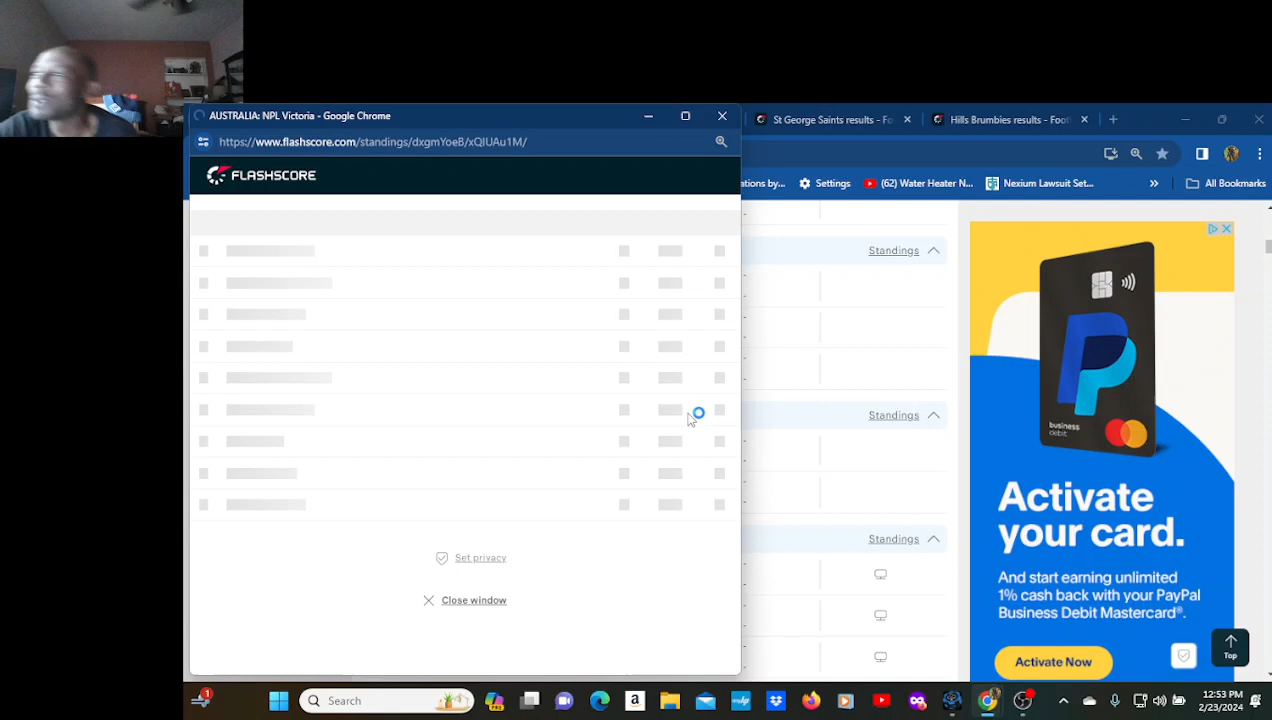 AUSTRALIA: NPL Victoria - Google Chrome
https://www.flashscore.com/standings/dxgmYoeB/xQIUAu1M/
FLASHSCORE
Set privacy
Close window
St George Saints results - Foo
Hills Brumbies results - Foot
ations by...
Settings
(62) Water Heater N...
Nexium Lawsuit Set...
»
All Bookmarks
Standings
Standings
Standings
business
debit
Activate
your card.
And start earning unlimited
1% cash back with your PayPal
Business Debit Mastercard®.
Activate Now
Top
1
Search
PRE
12:53 PM
2/23/2024